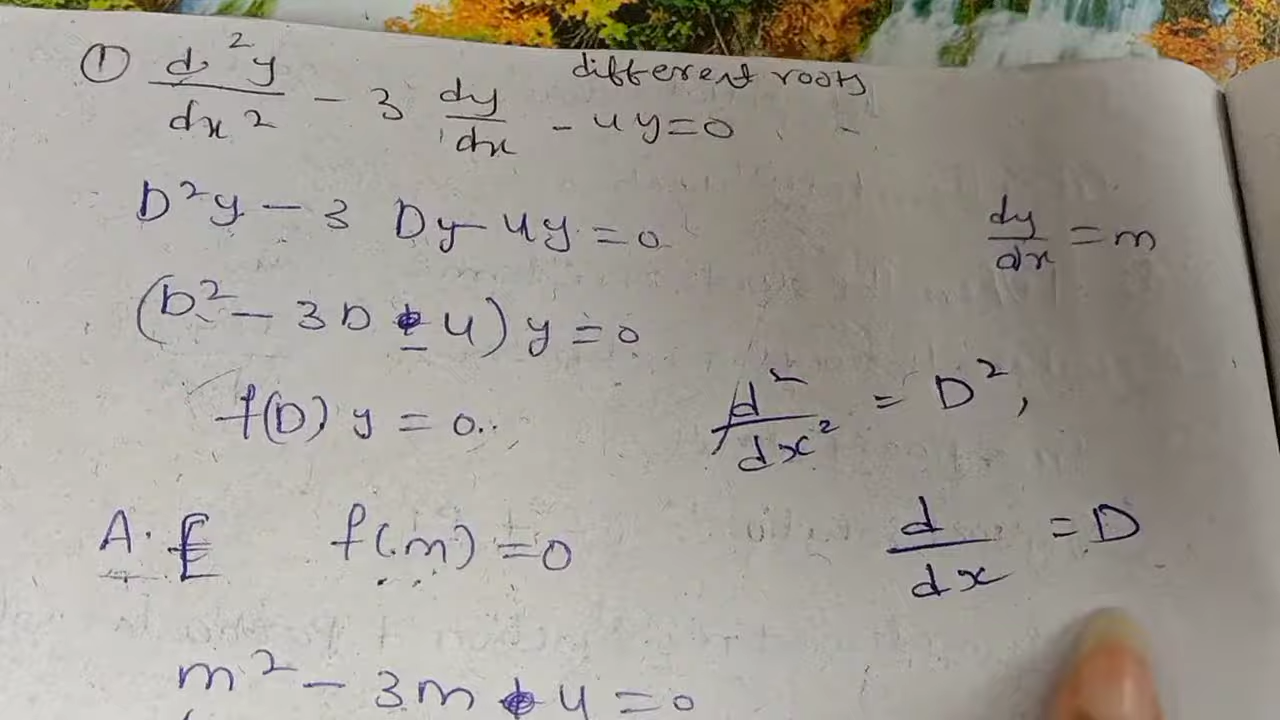 ① d²y/dx² - 3 dy/dx - 4y=0
different roots
D²y - 3 Dy - 4y = 0
dy/dx = m
(D² - 3D - 4) y = 0
f(D) y = 0.
d²/dx² = D²,
A.E f(m) = 0
d/dx = D
m² - 3m - 4 = 0